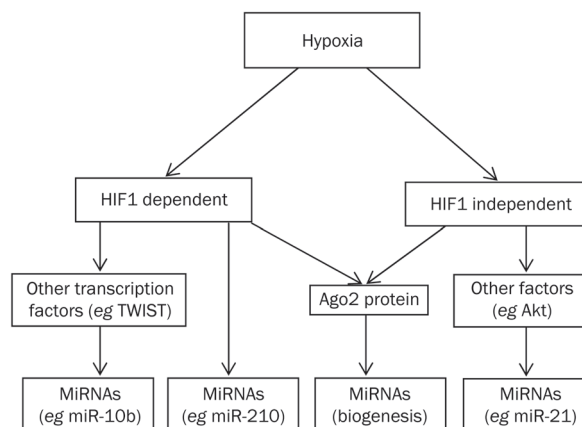 Hypoxia
HIF1 dependent
HIF1 independent
Other transcription
factors (eg TWIST)
Ago2 protein
Other factors
(eg Akt)
MiRNAs
(eg miR-10b)
MiRNAs
(eg miR-210)
MiRNAs
(biogenesis)
MiRNAs
(eg miR-21)